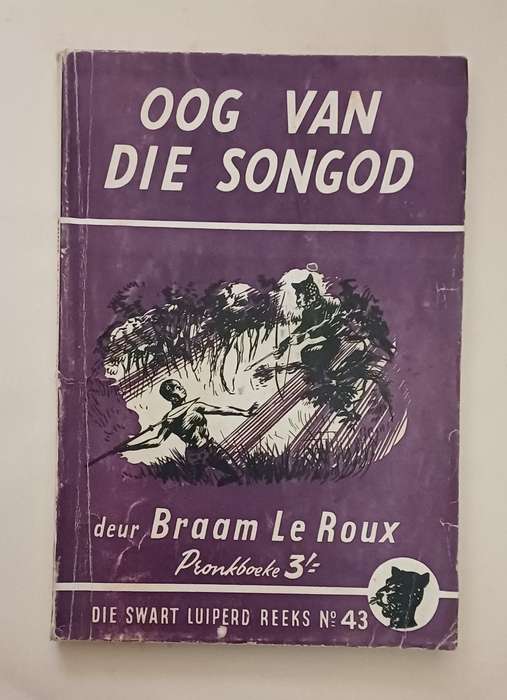 OOG VAN
DIE SONGOD
deur Braam Le Roux
Pronkboeke 3/=
DIE SWART LUIPERD REEKS No 43